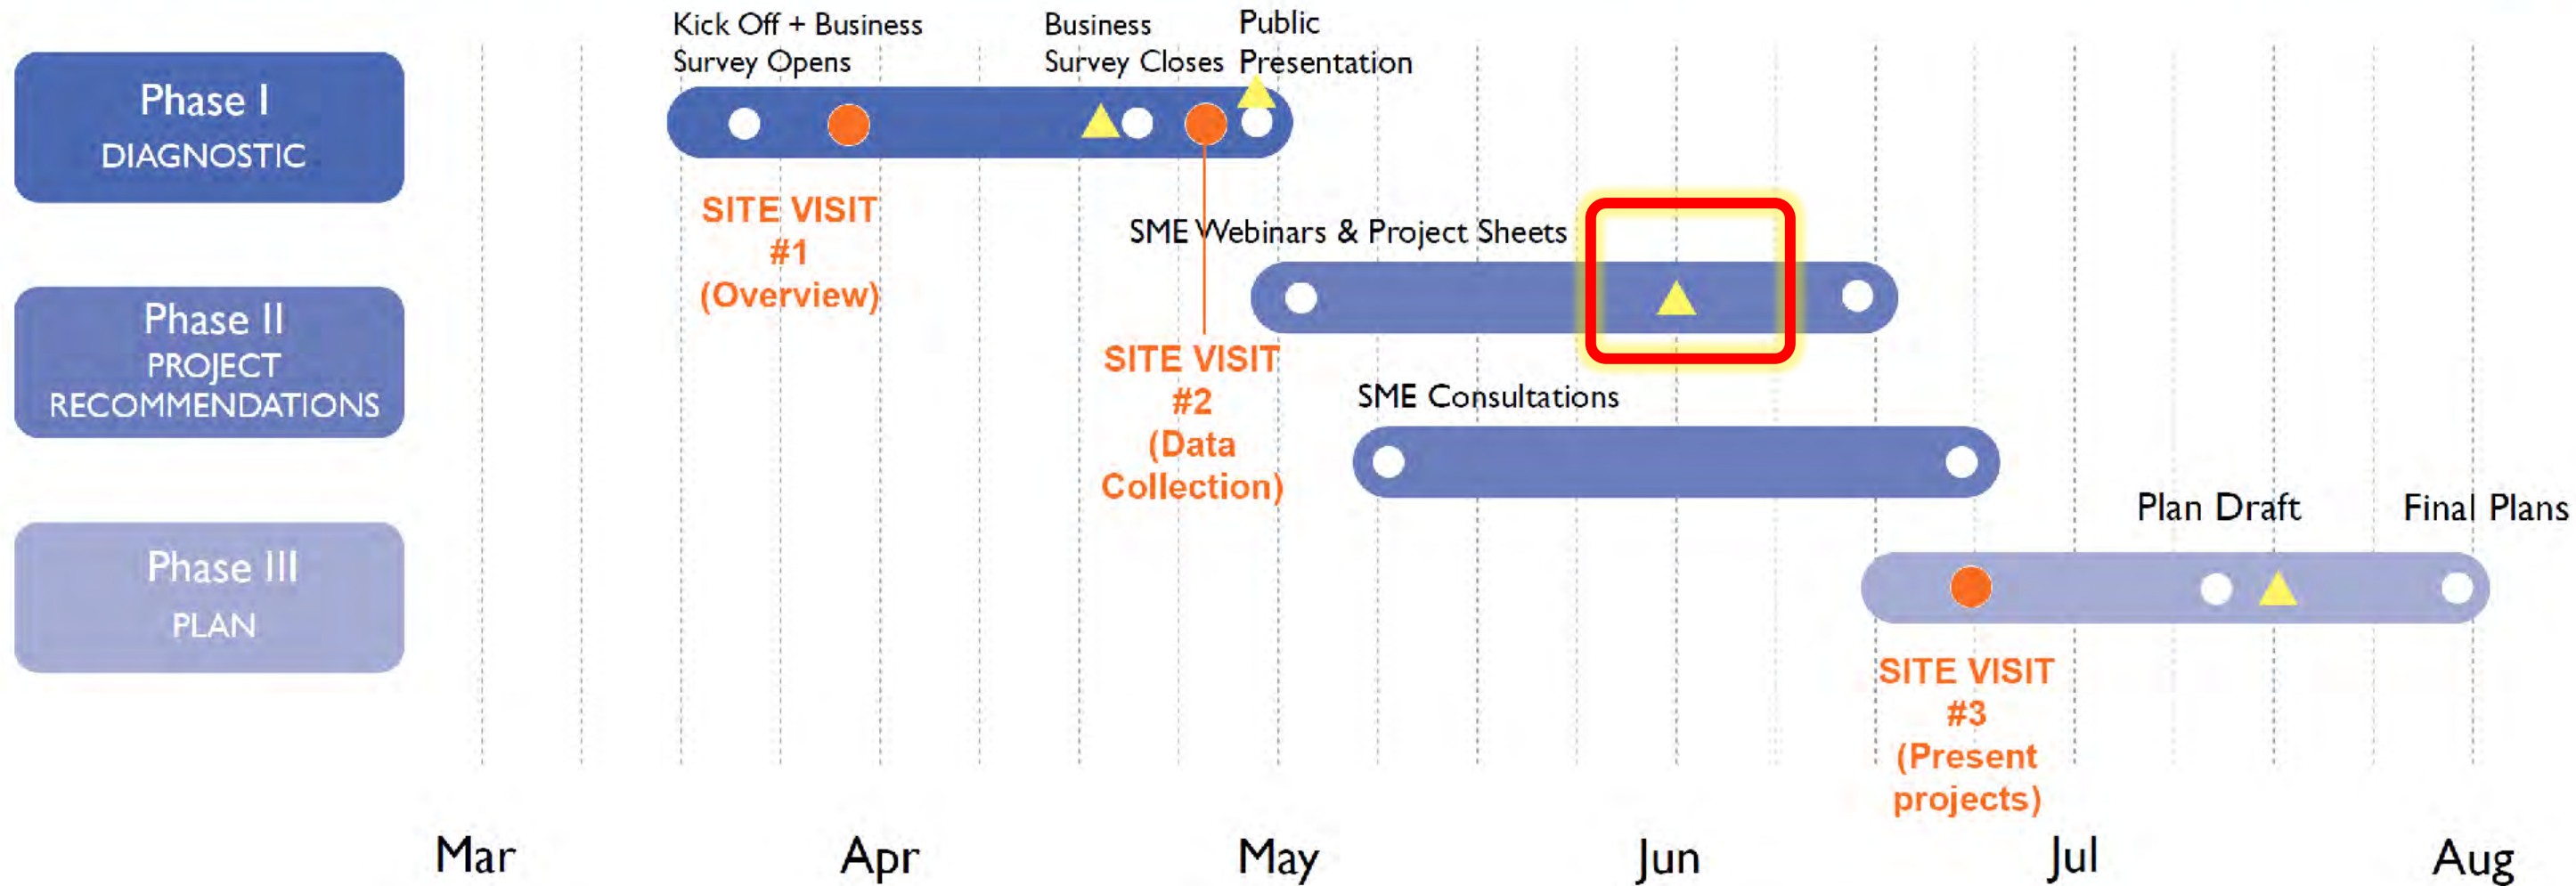 Kick Off + Business
Survey Opens
Business
Survey Closes
Public
Presentation
Phase I
DIAGNOSTIC
SITE VISIT
#1
(Overview)
SME Webinars & Project Sheets
Phase II
PROJECT
RECOMMENDATIONS
SITE VISIT
#2
(Data
Collection)
SME Consultations
Plan Draft
Final Plans
Phase III
PLAN
SITE VISIT
#3
(Present
projects)
Mar
Apr
May
Jun
Jul
Aug